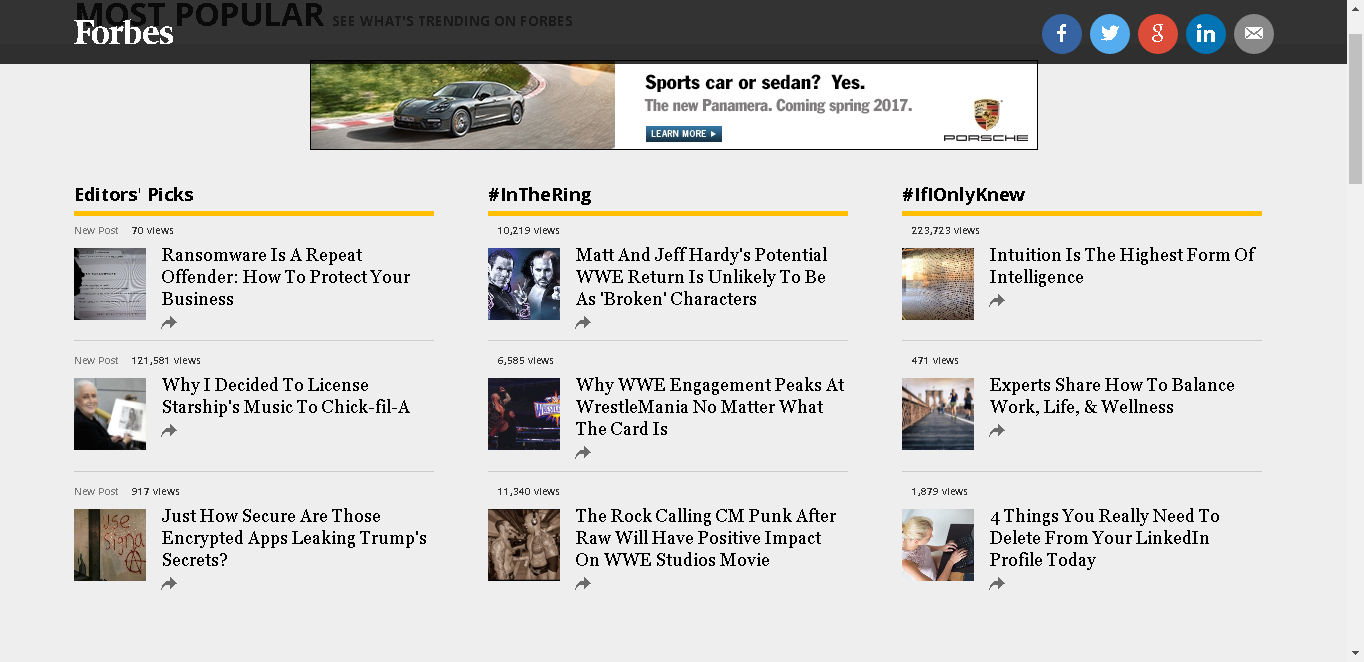 MOST POPULAR SEE WHAT'S TRENDING ON FORBES
Forbes
Sports car or sedan? Yes.
The new Panamera. Coming spring 2017.
LEARN MORE
PORSCHE
Editors' Picks
New Post 70 views
Ransomware Is A Repeat
Offender: How To Protect Your
Business
New Post 121,581 views
Why I Decided To License
Starship's Music To Chick-fil-A
New Post 917 views
Just How Secure Are Those
Encrypted Apps Leaking Trump's
Secrets?
#InTheRing
10,219 views
Matt And Jeff Hardy's Potential
WWE Return Is Unlikely To Be
As 'Broken' Characters
6,585 views
Why WWE Engagement Peaks At
WrestleMania No Matter What
The Card Is
11,340 views
The Rock Calling CM Punk After
Raw Will Have Positive Impact
On WWE Studios Movie
#IfIOnlyKnew
223,723 views
Intuition Is The Highest Form Of
Intelligence
471 views
Experts Share How To Balance
Work, Life, & Wellness
1,879 views
4 Things You Really Need To
Delete From Your LinkedIn
Profile Today